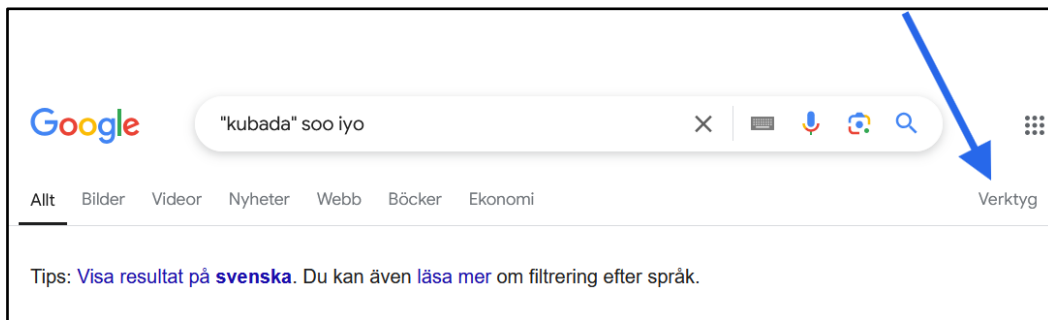 Google "kubada" soo iyo
Allt Bilder Videor Nyheter Webb Böcker Ekonomi Verktyg
Tips: Visa resultat på svenska. Du kan även läsa mer om filtrering efter språk.